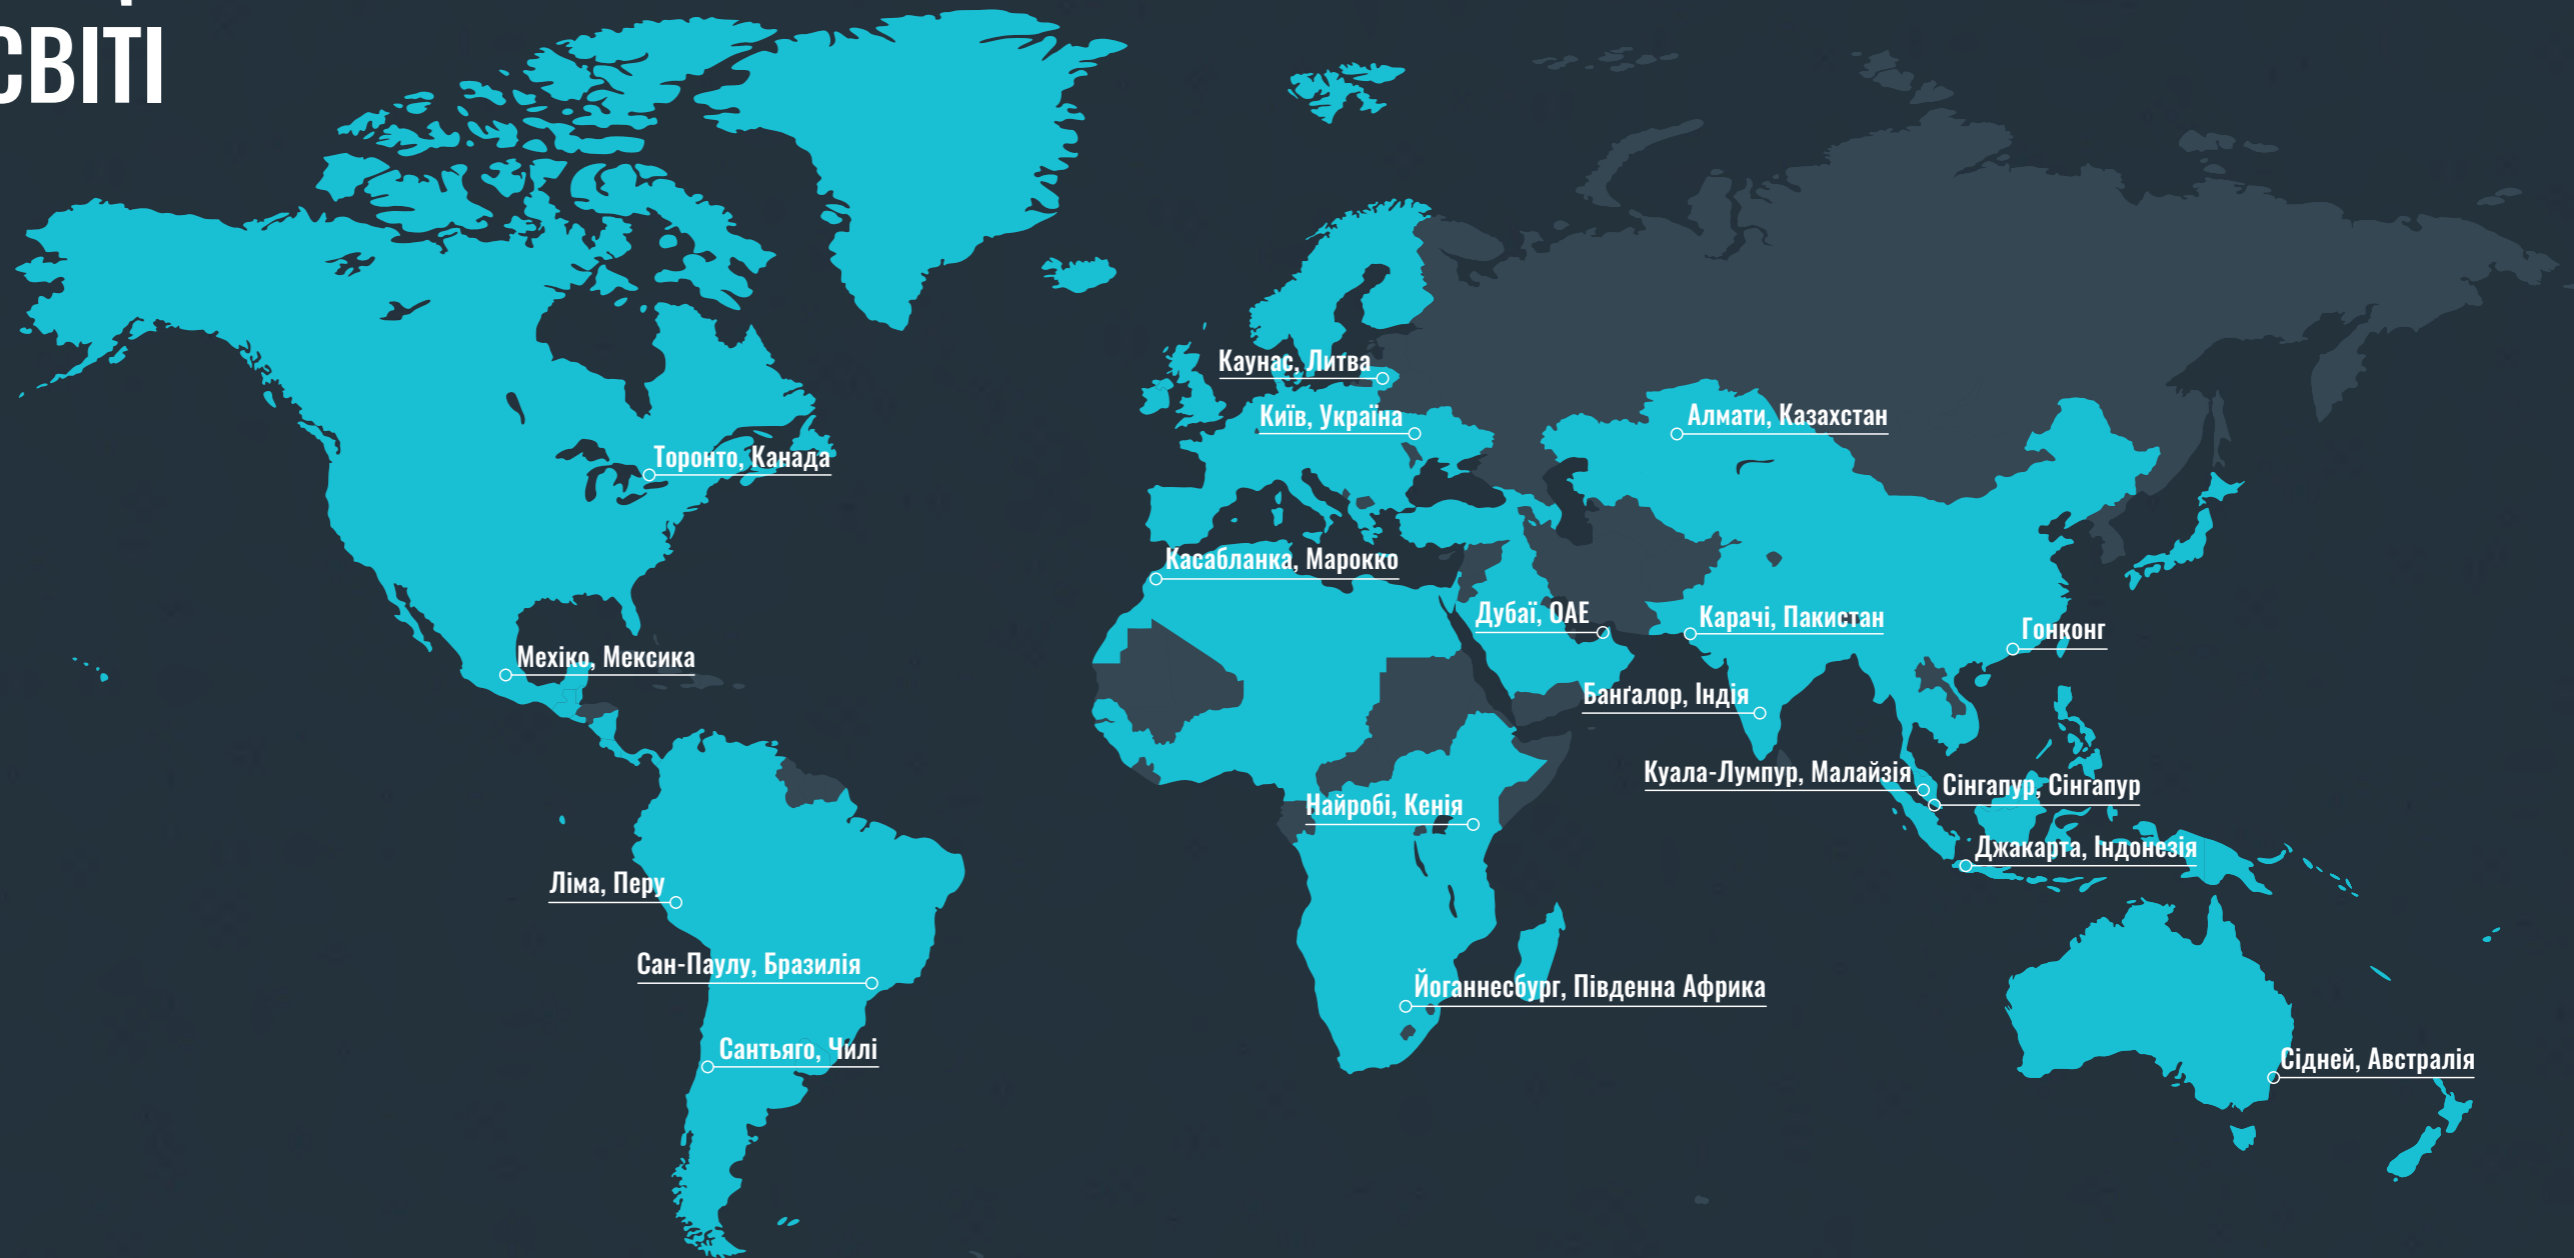 СВІТІ
Каунас, Литва
Київ, Україна
Алмати, Казахстан
Торонто, Канада
Касабланка, Марокко
Дубаї, ОАЕ
Карачі, Пакистан
Гонконг
Мехіко, Мексика
Банґалор, Індія
Куала-Лумпур, Малайзія
Сінгапур, Сінгапур
Найробі, Кенія
Джакарта, Індонезія
Ліма, Перу
Сан-Паулу, Бразилія
Йоганнесбург, Південна Африка
Сантьяго, Чилі
Сідней, Австралія